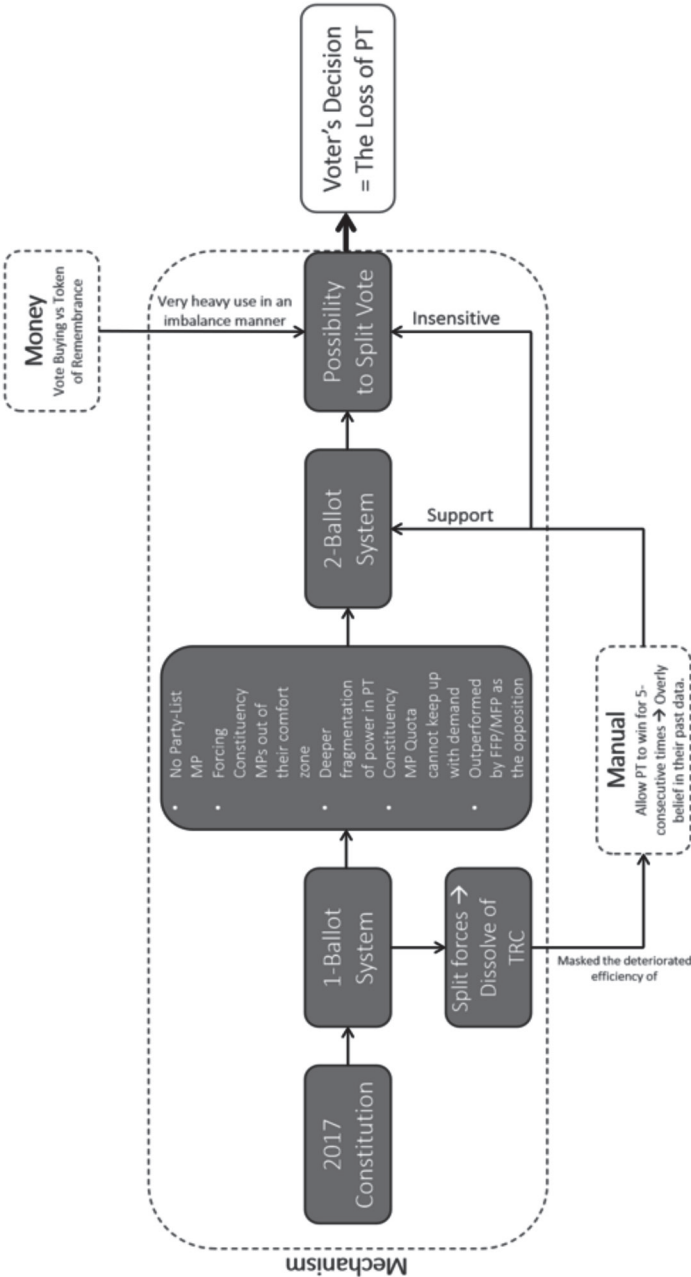 Mechanism
2017
Constitution
1-Ballot
System
Split forces →
Dissolve of
TRC
• No Party-List
MP
• Forcing
Constituency
MPs out of
their comfort
zone
• Deeper
fragmentation
of power in PT
• Constituency
MP Quota
cannot keep up
with demand
• Outperformed
by FFP/MFP as
the opposition
2-Ballot
System
Possibility
to Split Vote
Voter's Decision
= The Loss of PT
Money
Vote Buying vs Token
of Remembrance
Very heavy use in an
imbalance manner
Insensitive
Support
Manual
Allow PT to win for 5-
consecutive times → Overly
belief in their past data.
Masked the deteriorated
efficiency of